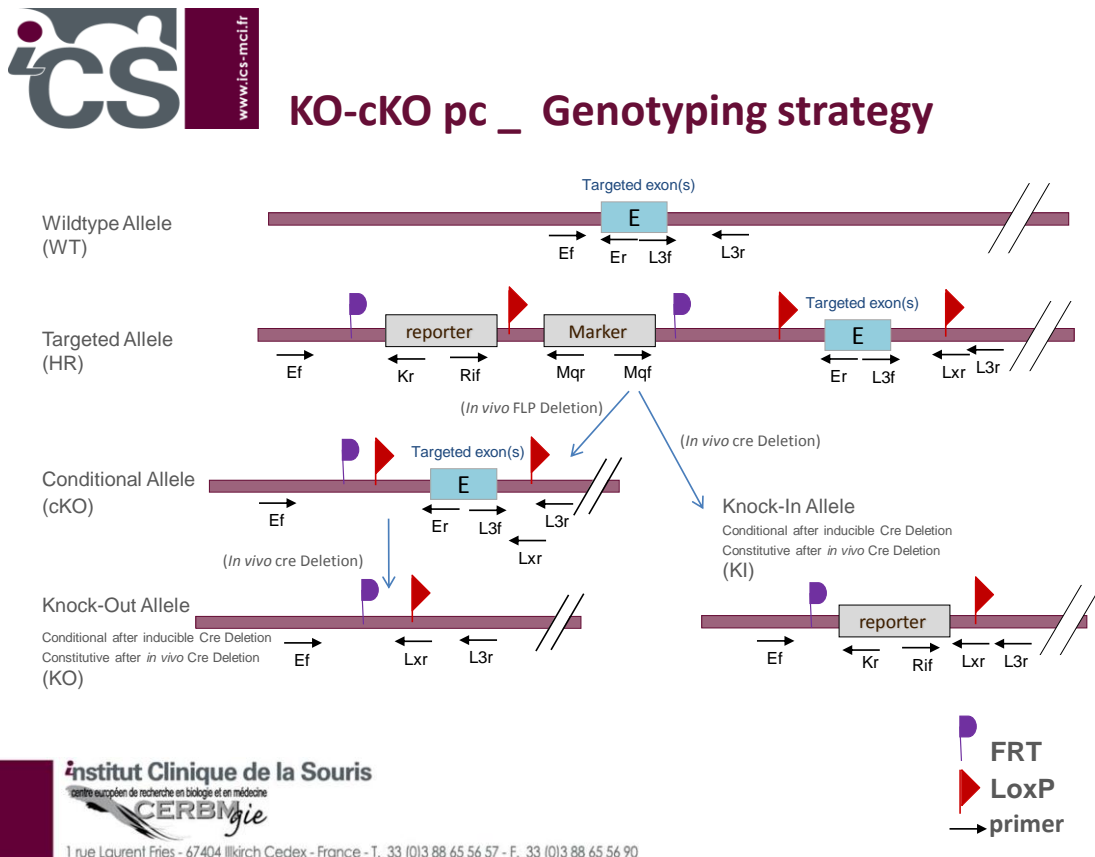 iCS
www.ics-mci.fr
KO-cKO pc _ Genotyping strategy
Targeted exon(s)
Wildtype Allele
(WT)
E
Ef Er L3f L3r
Targeted exon(s)
Targeted Allele
(HR)
reporter Marker E
Ef Kr Rif Mqr Mqf Er L3f Lxr L3r
(In vivo FLP Deletion)
(In vivo cre Deletion)
Conditional Allele
(cKO)
Targeted exon(s)
E
Ef Er L3f L3r
Lxr
(In vivo cre Deletion)
Knock-In Allele
Conditional after inducible Cre Deletion
Constitutive after in vivo Cre Deletion
(KI)
reporter
Ef Kr Rif Lxr L3r
Knock-Out Allele
Conditional after inducible Cre Deletion
Constitutive after in vivo Cre Deletion
(KO)
Ef Lxr L3r
FRT
LoxP
primer
institut Clinique de la Souris
centre européen de recherche en biologie et en médecine
CERBM gie
1 rue Laurent Fries - 67404 Illkirch Cedex - France - T. 33 (0)3 88 65 56 57 - F. 33 (0)3 88 65 56 90